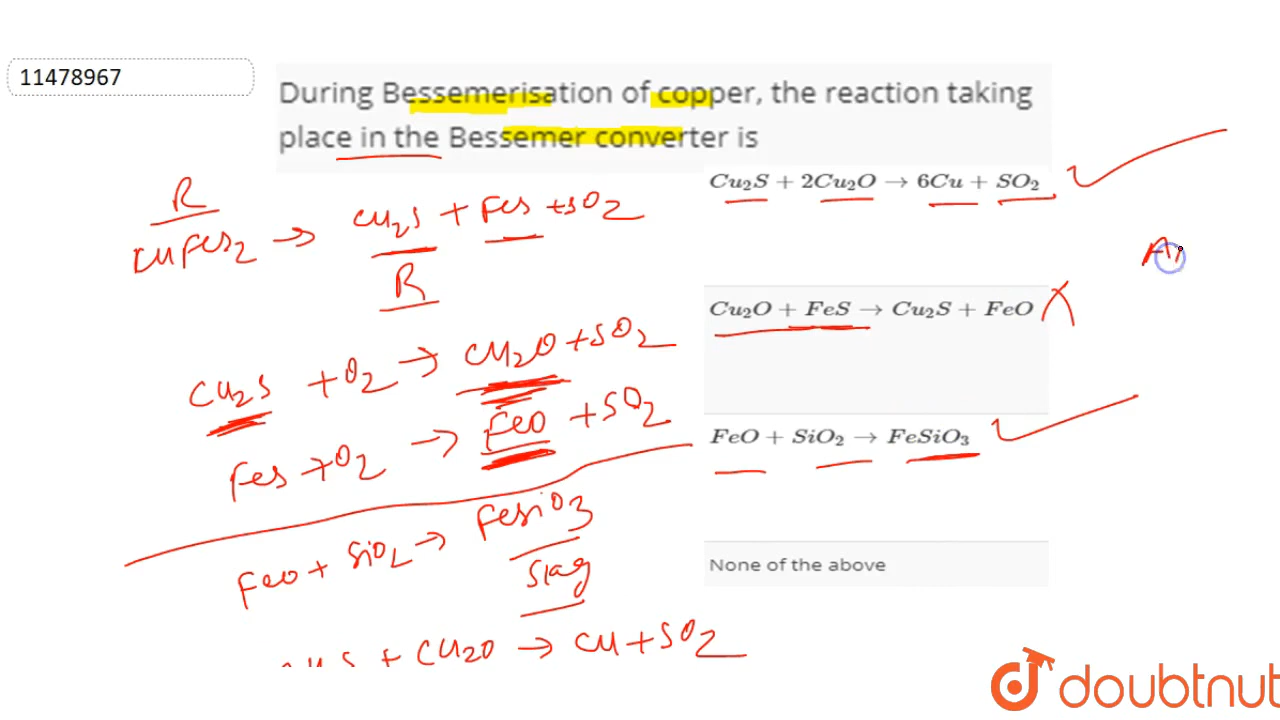 11478967
During Bessemerisation of copper, the reaction taking
place in the Bessemer converter is
Cu₂S + 2Cu₂O → 6Cu + SO₂
Cu₂O + FeS → Cu₂S + FeO
FeO + SiO₂ → FeSiO₃
None of the above
R
CuFeS₂ → Cu₂S + FeS + SO₂
R
Cu₂S + O₂ → Cu₂O + SO₂
FeS + O₂ → FeO + SO₂
FeO + SiO₂ → FeSiO₃
Slag
+ Cu₂O → Cu + SO₂
doubtnut